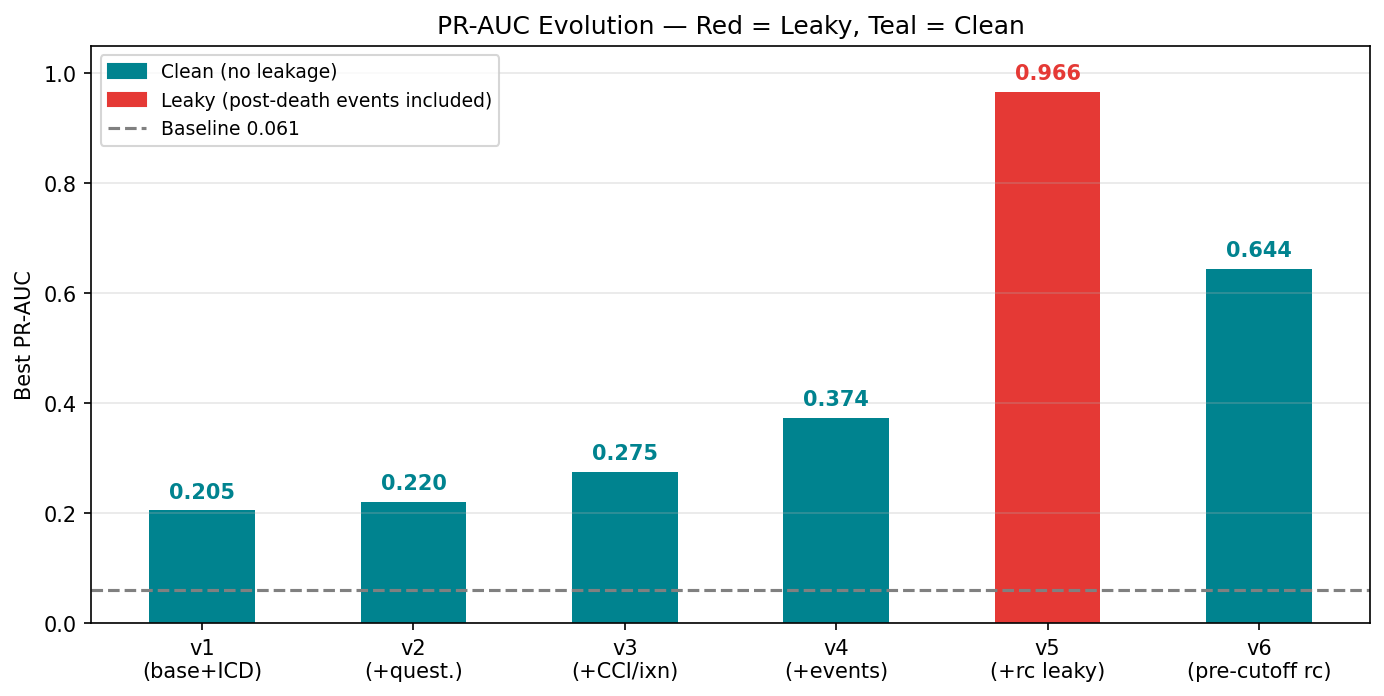 PR-AUC Evolution — Red = Leaky, Teal = Clean
Clean (no leakage)
Leaky (post-death events included)
Baseline 0.061
Best PR-AUC
1.0
0.8
0.6
0.4
0.2
0.0
0.205
0.220
0.275
0.374
0.966
0.644
v1
(base+ICD)
v2
(+quest.)
v3
(+CCI/ixn)
v4
(+events)
v5
(+rc leaky)
v6
(pre-cutoff rc)